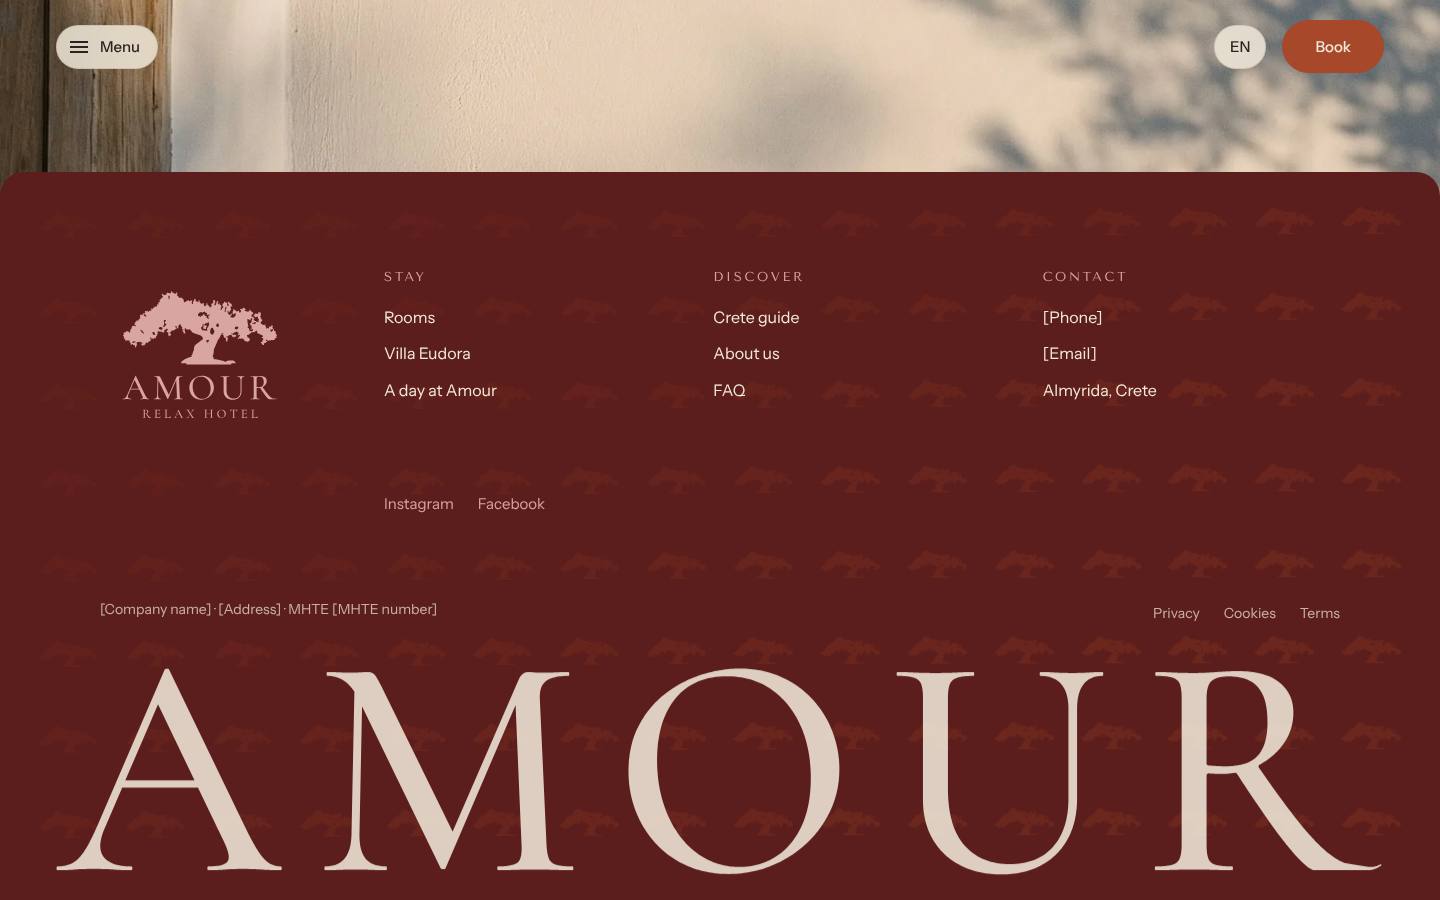 Menu
EN
Book
AMOUR
RELAX HOTEL
STAY
Rooms
Villa Eudora
A day at Amour
DISCOVER
Crete guide
About us
FAQ
CONTACT
[Phone]
[Email]
Almyrida, Crete
Instagram
Facebook
[Company name] · [Address] · MHTE [MHTE number]
Privacy
Cookies
Terms
AMOUR